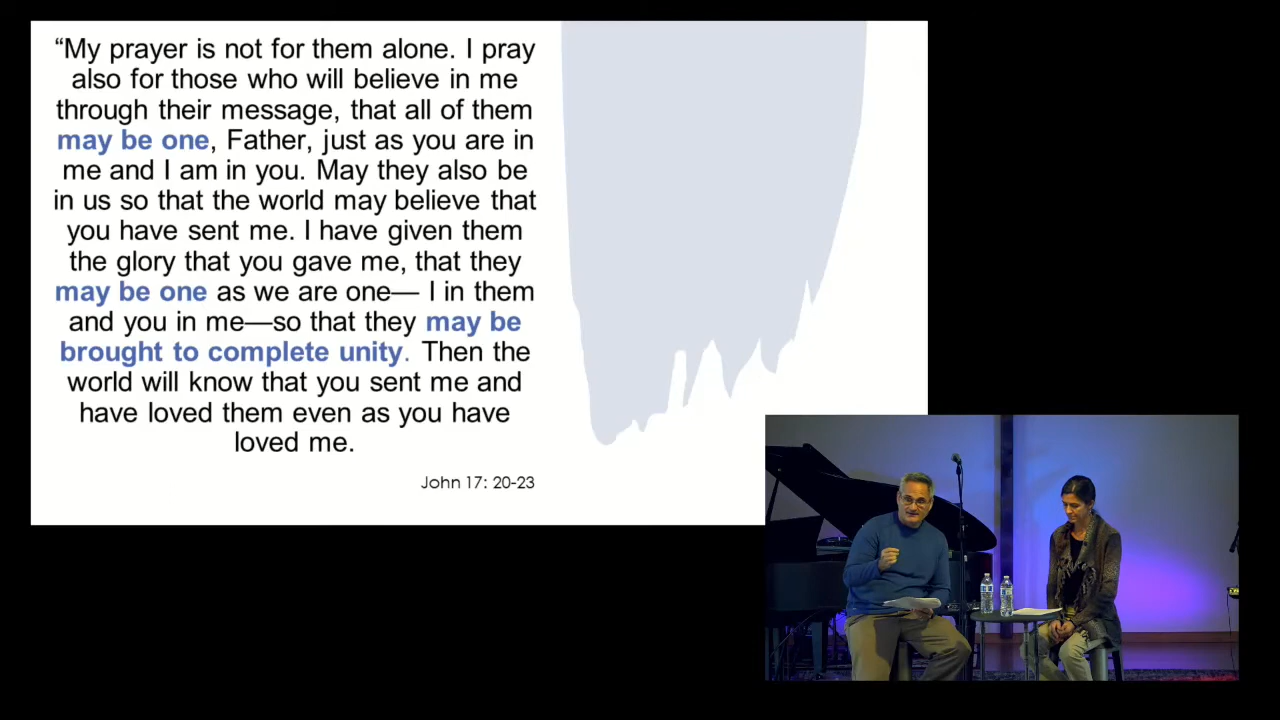 “My prayer is not for them alone. I pray
also for those who will believe in me
through their message, that all of them
may be one, Father, just as you are in
me and I am in you. May they also be
in us so that the world may believe that
you have sent me. I have given them
the glory that you gave me, that they
may be one as we are one— I in them
and you in me—so that they may be
brought to complete unity. Then the
world will know that you sent me and
have loved them even as you have
loved me.
John 17: 20-23